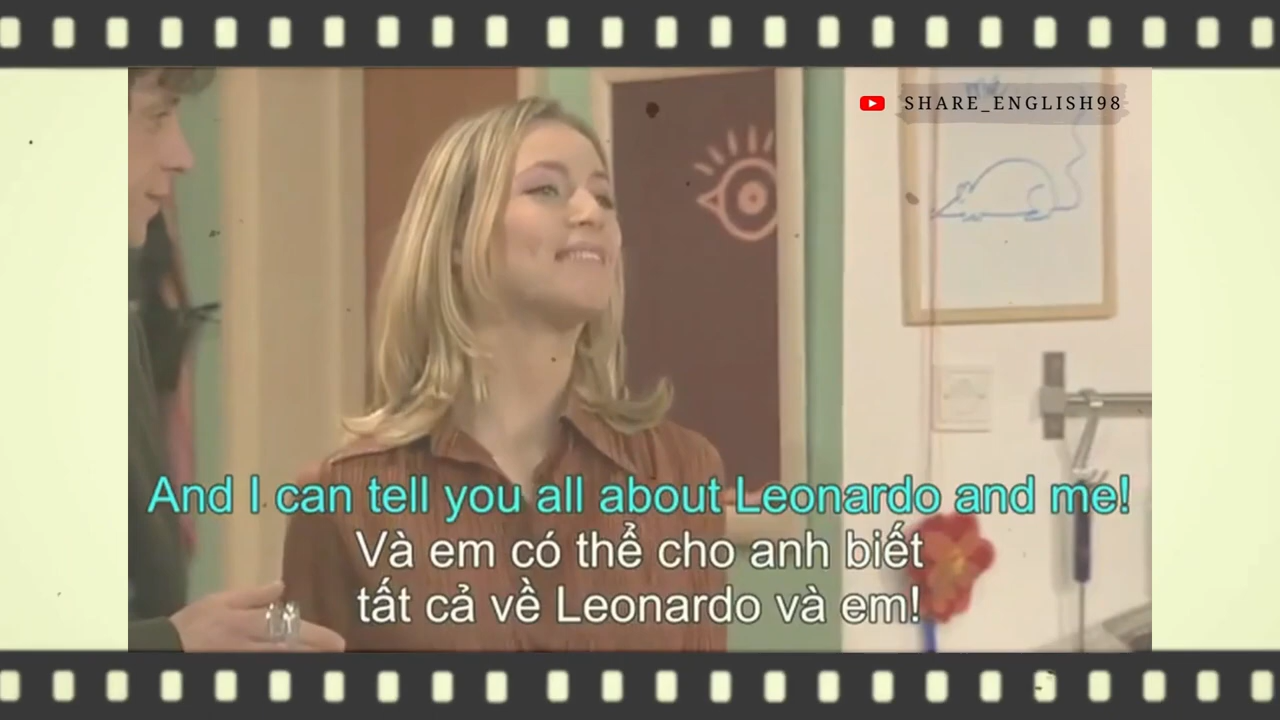 SHARE_ENGLISH98
And I can tell you all about Leonardo and me!
Và em có thể cho anh biết
tất cả về Leonardo và em!